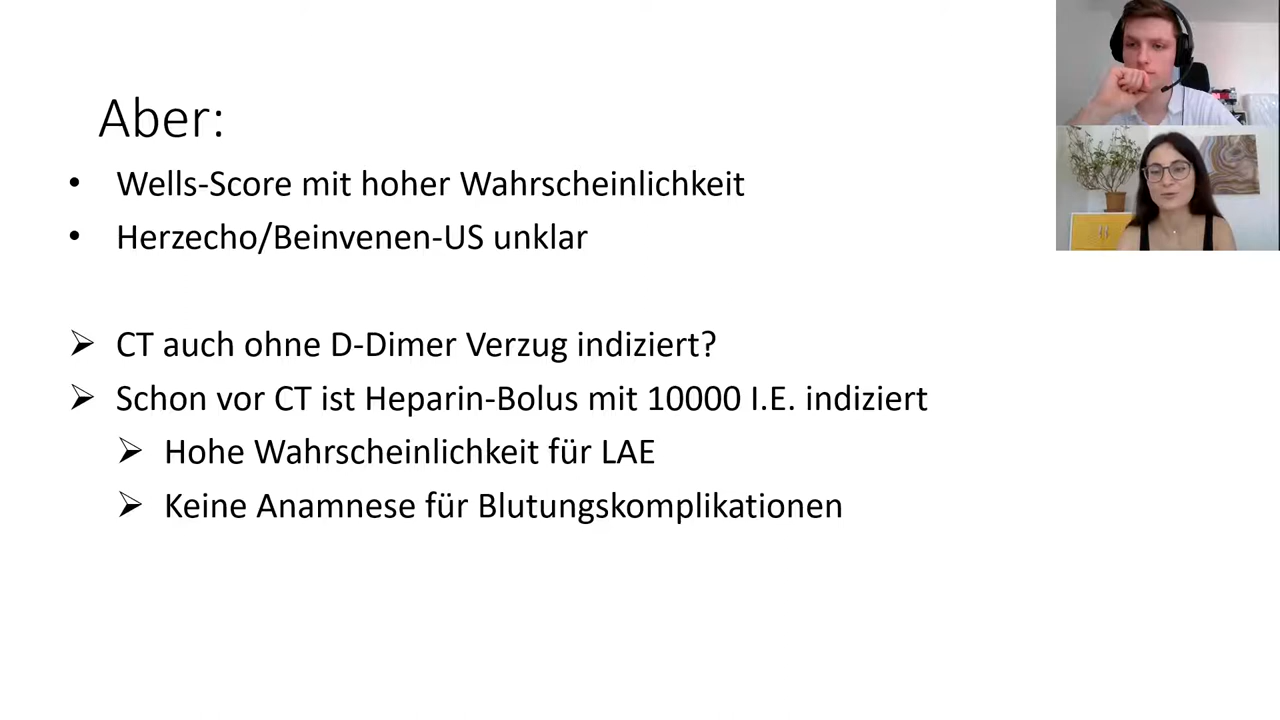 Aber:
• Wells-Score mit hoher Wahrscheinlichkeit
• Herzecho/Beinvenen-US unklar
➢ CT auch ohne D-Dimer Verzug indiziert?
➢ Schon vor CT ist Heparin-Bolus mit 10000 I.E. indiziert
➢ Hohe Wahrscheinlichkeit für LAE
➢ Keine Anamnese für Blutungskomplikationen